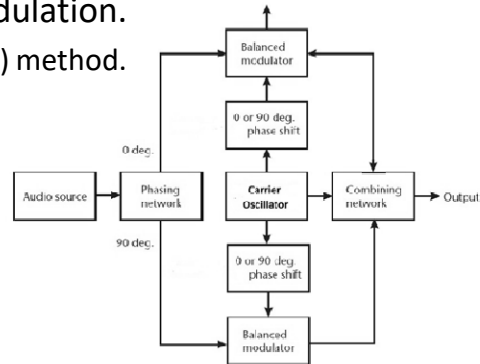 dulation.
) method.
Balanced
modulator
0 or 90 deg.
phase shift
0 deg.
Audio source
Phasing
network
Carrier
Oscillator
Combining
network
Output
90 deg.
0 or 90 deg.
phase shift
Balanced
modulator